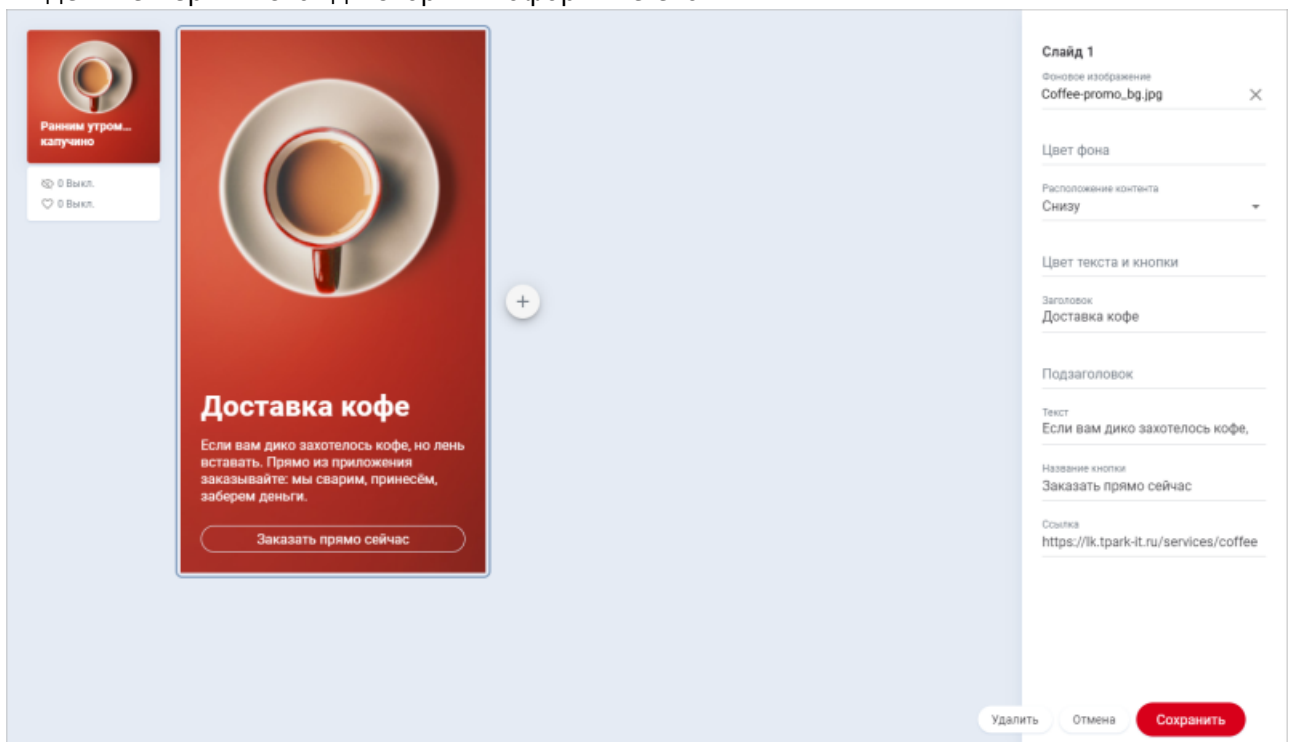 Ранним утром...
капучино
0 Выкл.
0 Выкл.
Доставка кофе
Если вам дико захотелось кофе, но лень
вставать. Прямо из приложения
заказывайте: мы сварим, принесём,
заберем деньги.
Заказать прямо сейчас
+
Слайд 1
Фоновое изображение
Coffee-promo_bg.jpg
Цвет фона
Расположение контента
Снизу
Цвет текста и кнопки
Заголовок
Доставка кофе
Подзаголовок
Текст
Если вам дико захотелось кофе,
Название кнопки
Заказать прямо сейчас
Ссылка
https://lk.tpark-it.ru/services/coffee
Удалить
Отмена
Сохранить